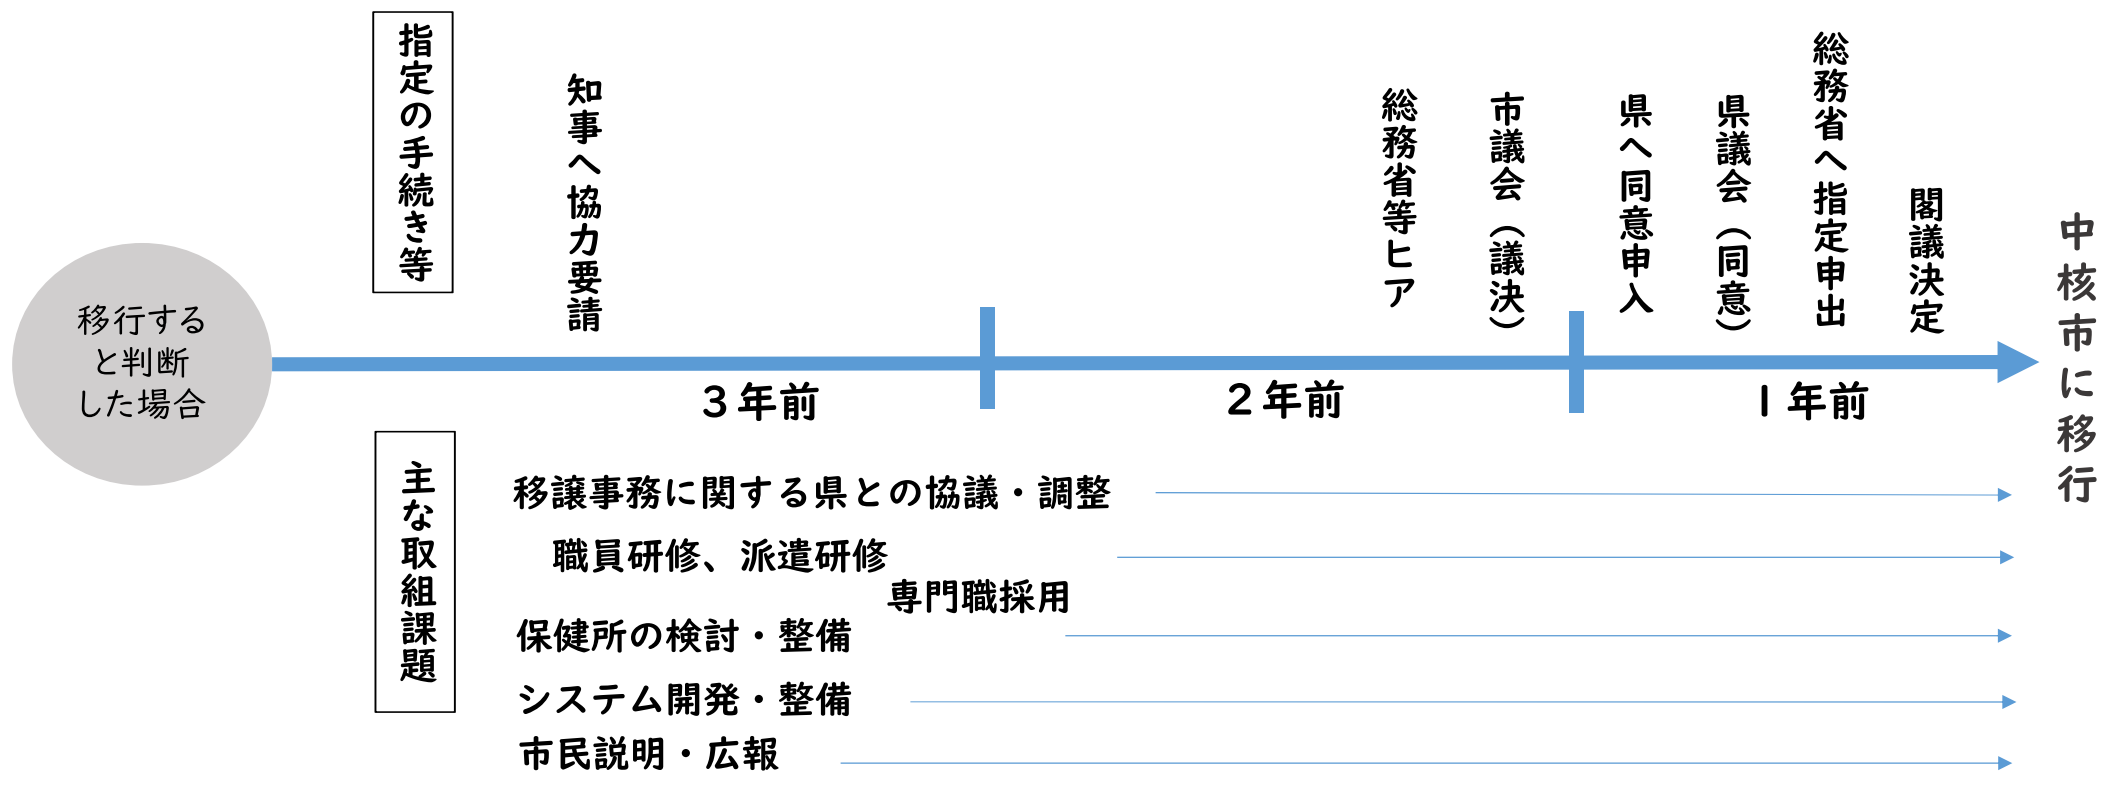 移行する
と判断
した場合
指定の手続き等
知事へ協力要請
総務省等ヒア
市議会（議決）
県へ同意申入
県議会（同意）
総務省へ指定申出
閣議決定
中核市に移行
３年前
２年前
１年前
主な取組課題
移譲事務に関する県との協議・調整
職員研修、派遣研修
専門職採用
保健所の検討・整備
システム開発・整備
市民説明・広報